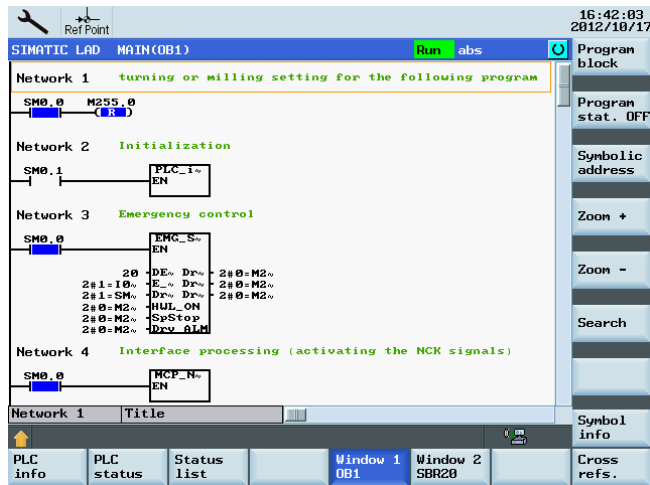 Ref Point
16:42:03
2012/10/17
SIMATIC LAD MAIN(OB1) Run abs
Program
block
Network 1 turning or milling setting for the following program
SM0.0 M255.0
R
Program
stat. OFF
Network 2 Initialization
Symbolic
address
SM0.1 PLC_i~
EN
Network 3 Emergency control
Zoom +
SM0.0 EMG_S~
EN
20 DE~ Dr~ 2#0=M2~
Zoom -
2#1=I0~ E_~ Dr~ 2#0=M2~
2#1=SM~ Dr~ Dr~ 2#0=M2~
2#0=M2~ HWL_ON
2#0=M2~ SpStop
Search
2#0=M2~ Drv_ALM
Network 4 Interface processing (activating the NCK signals)
SM0.0 MCP_N~
EN
Network 1 Title
Symbol
info
PLC
info
PLC
status
Status
list
Window 1
OB1
Window 2
SBR20
Cross
refs.